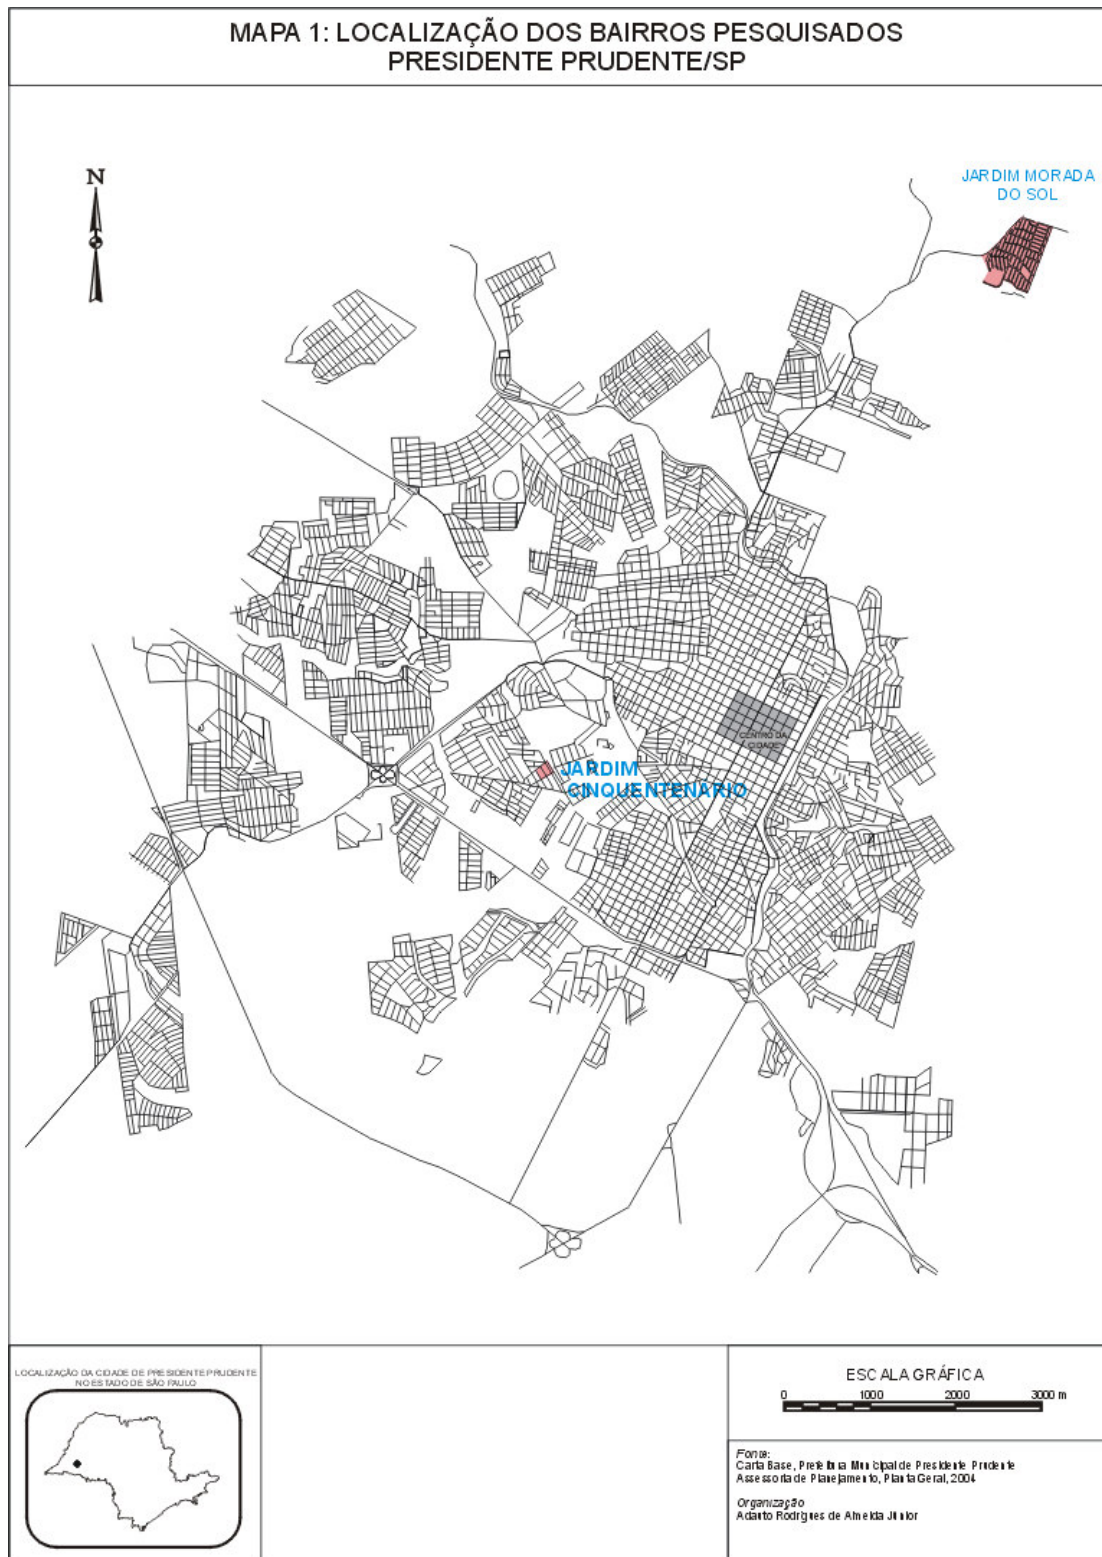 MAPA 1: LOCALIZAÇÃO DOS BAIRROS PESQUISADOS
PRESIDENTE PRUDENTE/SP
N
JARDIM MORADA
DO SOL
CENTRO DA
CIDADE
JARDIM
CINQUENTENÁRIO
LOCALIZAÇÃO DA CIDADE DE PRESIDENTE PRUDENTE
NO ESTADO DE SÃO PAULO
ESCALA GRÁFICA
0 1000 2000 3000 m
Fonte:
Carta Base, Prefeitura Municipal de Presidente Prudente
Assessoria de Planejamento, Planta Geral, 2004
Organização
Adauto Rodrigues de Almeida Júnior